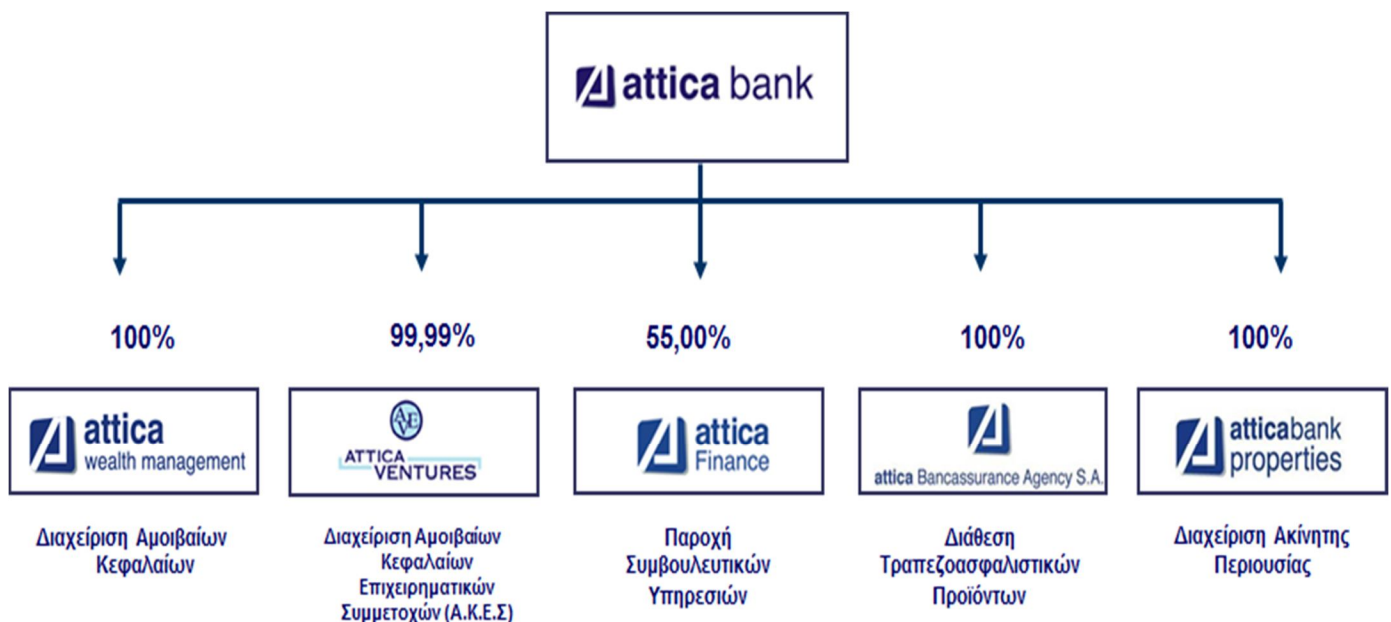 attica bank
100%
99,99%
55,00%
100%
100%
attica
wealth management
AVE
ATTICA
VENTURES
attica
Finance
attica Bancassurance Agency S.A.
atticabank
properties
Διαχείριση Αμοιβαίων
Κεφαλαίων
Διαχείριση Αμοιβαίων
Κεφαλαίων
Επιχειρηματικών
Συμμετοχών (Α.Κ.Ε.Σ)
Παροχή
Συμβουλευτικών
Υπηρεσιών
Διάθεση
Τραπεζοασφαλιστικών
Προϊόντων
Διαχείριση Ακίνητης
Περιουσίας